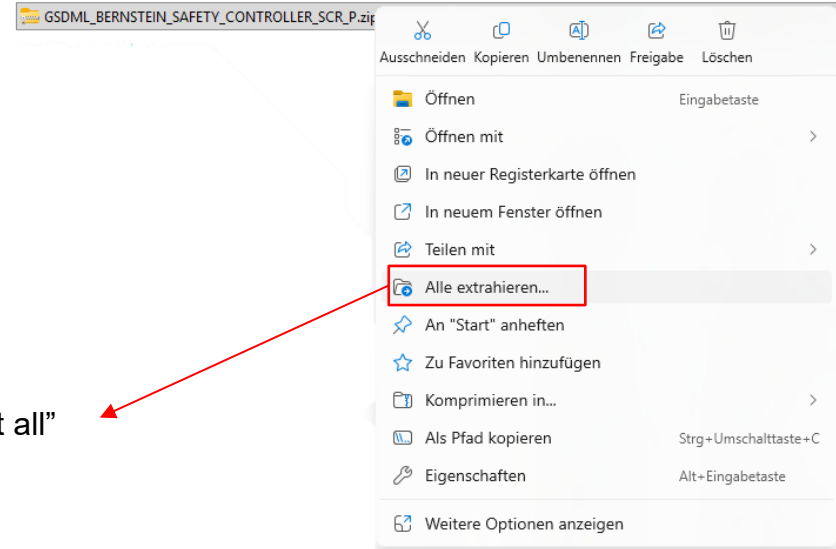 GSDML_BERNSTEIN_SAFETY_CONTROLLER_SCR_P.zip
Ausschneiden Kopieren Umbenennen Freigabe Löschen
Öffnen Eingabetaste
Öffnen mit
In neuer Registerkarte öffnen
In neuem Fenster öffnen
Teilen mit
Alle extrahieren...
An "Start" anheften
Zu Favoriten hinzufügen
t all”
Komprimieren in...
Als Pfad kopieren Strg+Umschalttaste+C
Eigenschaften Alt+Eingabetaste
Weitere Optionen anzeigen